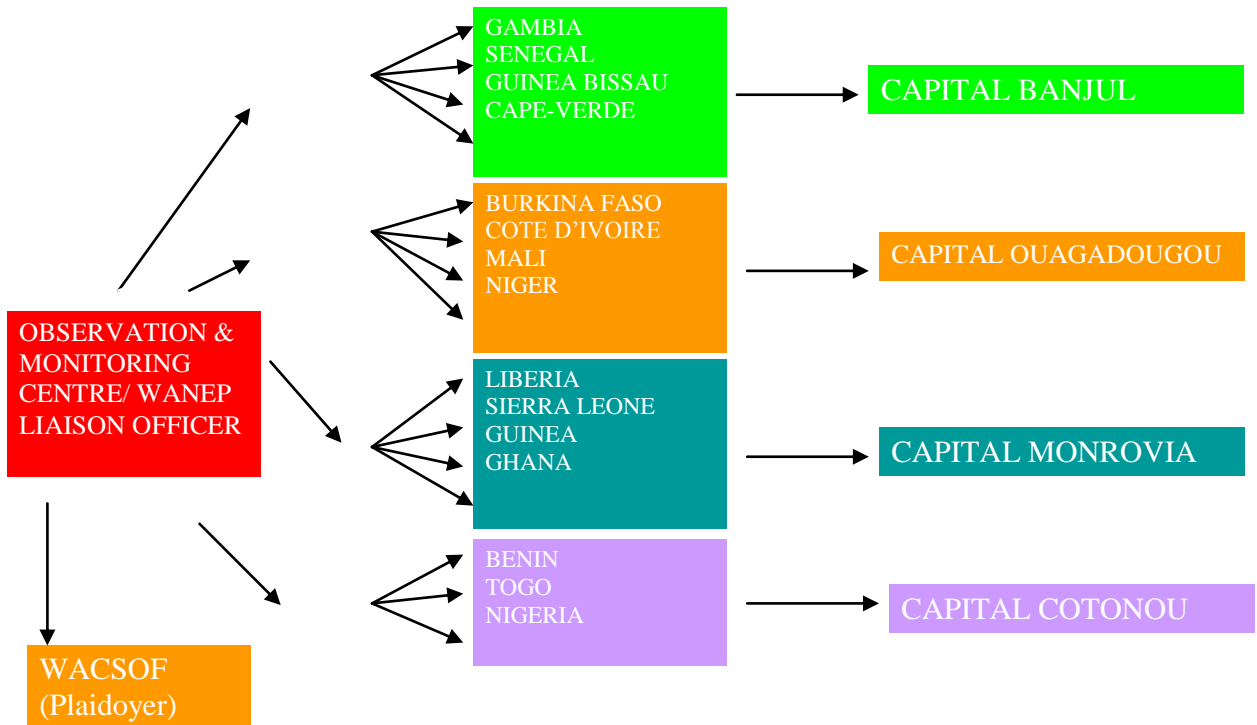 GAMBIA
SENEGAL
GUINEA BISSAU
CAPE-VERDE
CAPITAL BANJUL
BURKINA FASO
COTE D’IVOIRE
MALI
NIGER
CAPITAL OUAGADOUGOU
OBSERVATION &
MONITORING
CENTRE/ WANEP
LIAISON OFFICER
LIBERIA
SIERRA LEONE
GUINEA
GHANA
CAPITAL MONROVIA
BENIN
TOGO
NIGERIA
CAPITAL COTONOU
WACSOF
(Plaidoyer)